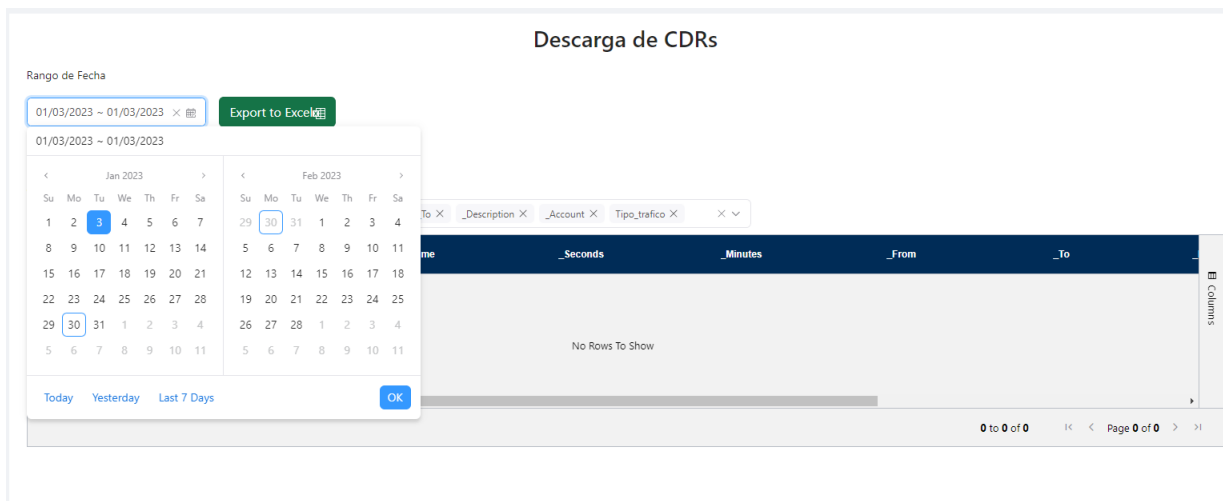 Descarga de CDRs
Rango de Fecha
01/03/2023 ~ 01/03/2023
Export to Excel
01/03/2023 ~ 01/03/2023
Jan 2023
Su Mo Tu We Th Fr Sa
1 2 3 4 5 6 7
8 9 10 11 12 13 14
15 16 17 18 19 20 21
22 23 24 25 26 27 28
29 30 31 1 2 3 4
5 6 7 8 9 10 11
Feb 2023
Su Mo Tu We Th Fr Sa
29 30 31 1 2 3 4
5 6 7 8 9 10 11
12 13 14 15 16 17 18
19 20 21 22 23 24 25
26 27 28 1 2 3 4
5 6 7 8 9 10 11
Today Yesterday Last 7 Days OK
To _Description _Account Tipo_trafico
me _Seconds _Minutes _From _To
Columns
No Rows To Show
0 to 0 of 0 Page 0 of 0